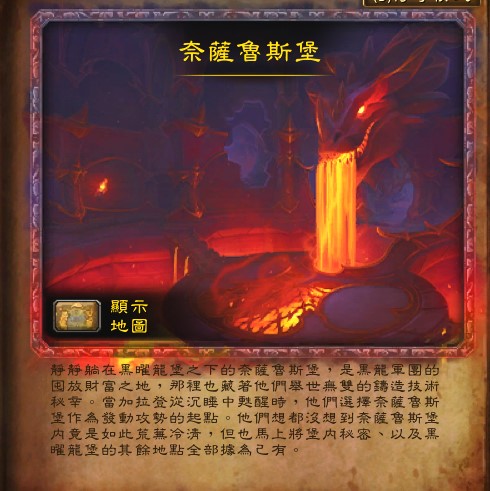 奈薩魯斯堡
顯示
地圖
靜靜躺在黑曜龍堡之下的奈薩魯斯堡，是黑龍軍團的
囤放財富之地，那裡也藏著他們舉世無雙的鑄造技術
秘辛。當加拉登從沉睡中甦醒時，他們選擇奈薩魯斯
堡作為發動攻勢的起點。他們想都沒想到奈薩魯斯堡
內竟是如此荒蕪冷清，但也馬上將堡內秘密、以及黑
曜龍堡的其餘地點全部據為己有。